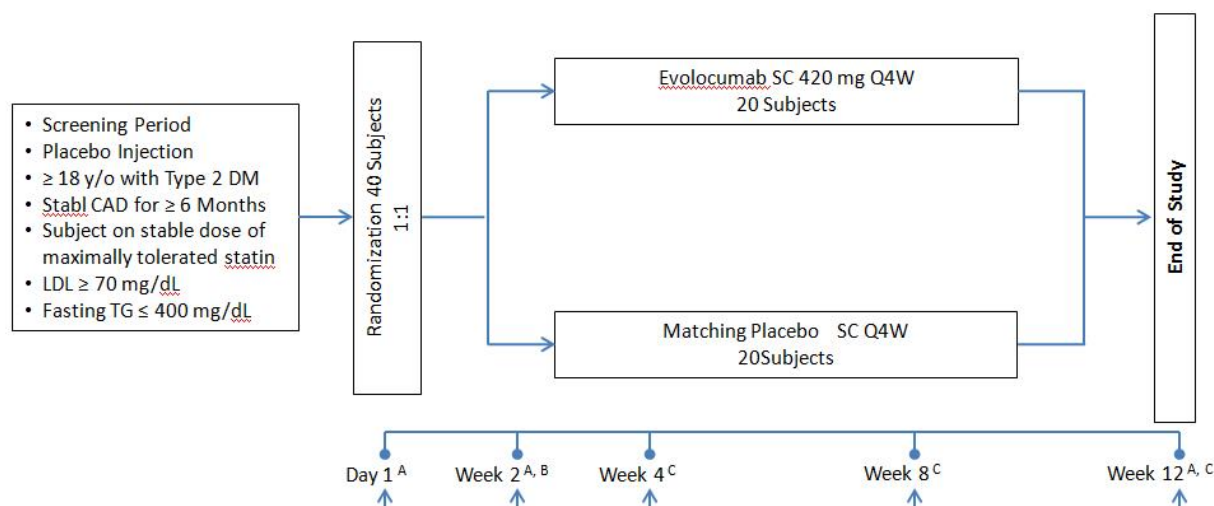 • Screening Period
• Placebo Injection
• ≥ 18 y/o with Type 2 DM
• Stabl CAD for ≥ 6 Months
• Subject on stable dose of
maximally tolerated statin
• LDL ≥ 70 mg/dL
• Fasting TG ≤ 400 mg/dL
Randomization 40 Subjects
1:1
Evolocumab SC 420 mg Q4W
20 Subjects
Matching Placebo SC Q4W
20Subjects
End of Study
Day 1 A
Week 2 A, B
Week 4 C
Week 8 C
Week 12 A, C